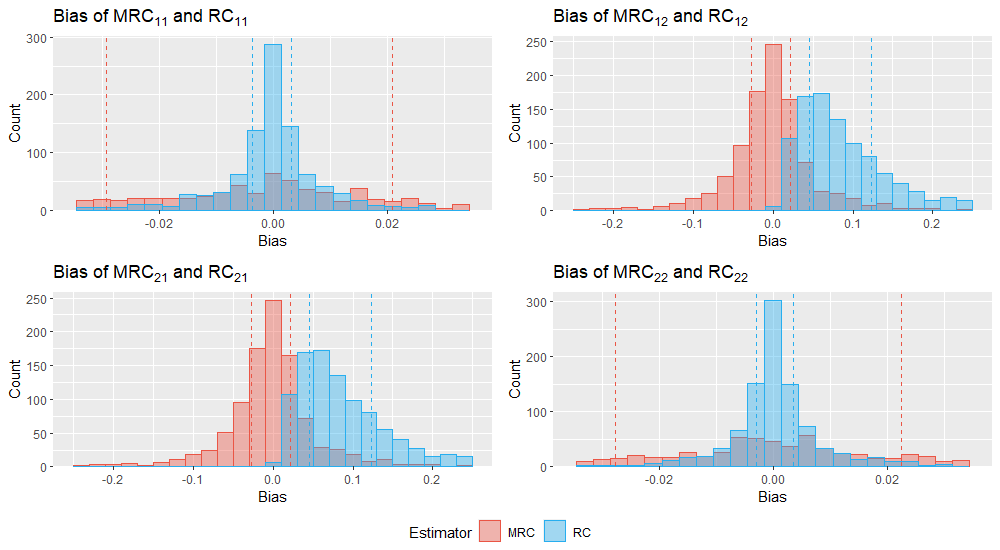 Bias of MRC₁₁ and RC₁₁
Count
300
200
100
0
-0.02
0.00
0.02
Bias
Bias of MRC₁₂ and RC₁₂
Count
250
200
150
100
50
0
-0.2
-0.1
0.0
0.1
0.2
Bias
Bias of MRC₂₁ and RC₂₁
Count
250
200
150
100
50
0
-0.2
-0.1
0.0
0.1
0.2
Bias
Bias of MRC₂₂ and RC₂₂
Count
300
200
100
0
-0.02
0.00
0.02
Bias
Estimator MRC RC